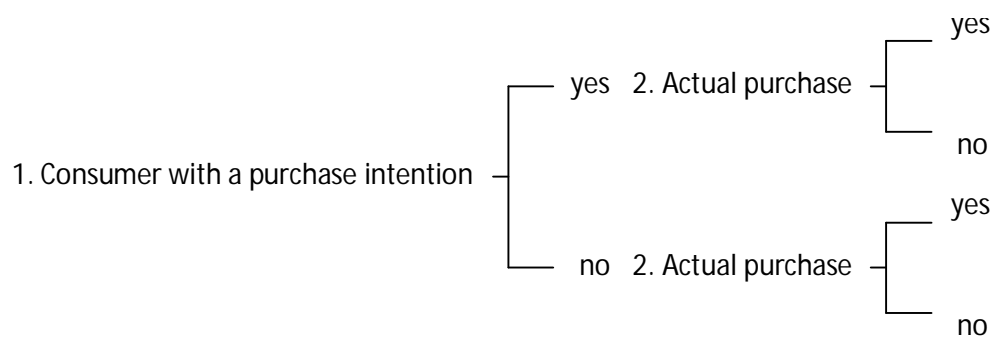 yes
yes 2. Actual purchase
no
1. Consumer with a purchase intention
yes
no 2. Actual purchase
no